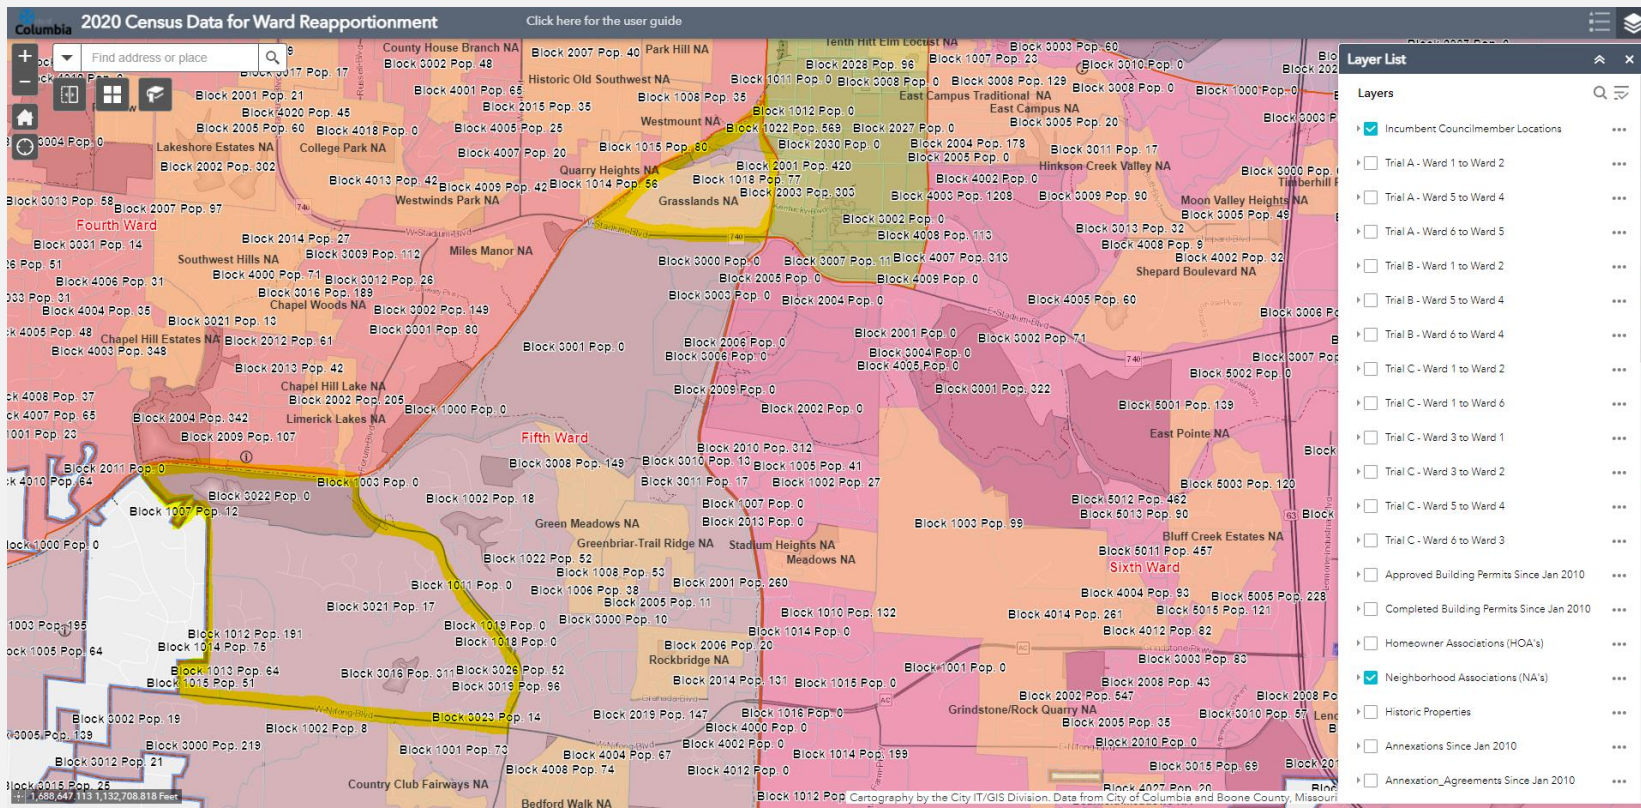 City of
Columbia
2020 Census Data for Ward Reapportionment
Click here for the user guide
Find address or place
Layer List
Layers
Incumbent Councilmember Locations
Trial A - Ward 1 to Ward 2
Trial A - Ward 5 to Ward 4
Trial A - Ward 6 to Ward 5
Trial B - Ward 1 to Ward 2
Trial B - Ward 5 to Ward 4
Trial B - Ward 6 to Ward 4
Trial C - Ward 1 to Ward 2
Trial C - Ward 1 to Ward 6
Trial C - Ward 3 to Ward 1
Trial C - Ward 3 to Ward 2
Trial C - Ward 5 to Ward 4
Trial C - Ward 6 to Ward 3
Approved Building Permits Since Jan 2010
Completed Building Permits Since Jan 2010
Homeowner Associations (HOA's)
Neighborhood Associations (NA's)
Historic Properties
Annexations Since Jan 2010
Annexation_Agreements Since Jan 2010
County House Branch NA
Block 2007 Pop. 40
Park Hill NA
Tenth Hitt Elm Locust NA
Block 3003 Pop. 60
Block 3002 Pop. 48
Block 2028 Pop. 96
Block 1007 Pop. 23
Block 3010 Pop. 0
Historic Old Southwest NA
Block 1011 Pop. 0
Block 3008 Pop. 0
Block 3008 Pop. 129
Block 3008 Pop. 0
Block 1000 Pop. 0
Block 2001 Pop. 21
Block 4001 Pop. 65
Block 1008 Pop. 35
East Campus Traditional NA
Block 4020 Pop. 45
Block 2015 Pop. 35
Block 1012 Pop. 0
East Campus NA
Block 2005 Pop. 60
Block 4018 Pop. 0
Block 4005 Pop. 25
Westmount NA
Block 1022 Pop. 569
Block 2027 Pop. 0
Block 3005 Pop. 20
3004 Pop. 0
Lakeshore Estates NA
College Park NA
Block 4007 Pop. 20
Block 1015 Pop. 80
Block 2030 Pop. 0
Block 2004 Pop. 178
Block 3011 Pop. 17
Block 2002 Pop. 302
Quarry Heights NA
Block 2001 Pop. 420
Block 2005 Pop. 0
Hinkson Creek Valley NA
Block 4013 Pop. 42
Block 4009 Pop. 42
Block 1014 Pop. 56
Block 1018 Pop. 77
Block 4002 Pop. 0
Block 3013 Pop. 58
Block 2007 Pop. 97
740
Westwinds Park NA
Grasslands NA
Block 2003 Pop. 303
Block 4003 Pop. 1208
Block 3009 Pop. 90
Moon Valley Heights NA
Fourth Ward
W-Stadium-Blvd
740
Block 3002 Pop. 0
Block 3005 Pop. 49
Block 3031 Pop. 14
Block 2014 Pop. 27
Block 4008 Pop. 113
Block 3013 Pop. 32
Southwest Hills NA
Block 3009 Pop. 112
Miles Manor NA
Block 3000 Pop. 0
Block 3007 Pop. 11
Block 4007 Pop. 313
Block 4008 Pop. 9
Block 4002 Pop. 32
Block 4006 Pop. 31
Block 4000 Pop. 71
Block 3012 Pop. 26
Block 2005 Pop. 0
Block 4009 Pop. 0
Shepard Boulevard NA
Block 4004 Pop. 35
Block 3016 Pop. 189
Block 3003 Pop. 0
Block 2004 Pop. 0
Block 4005 Pop. 60
Chapel Woods NA
Block 3002 Pop. 149
Block 3021 Pop. 13
Block 3001 Pop. 80
E-Stadium-Blvd
Chapel Hill Estates NA
Block 2012 Pop. 61
Block 3001 Pop. 0
Block 2006 Pop. 0
Block 2001 Pop. 0
Block 3002 Pop. 71
Block 4003 Pop. 348
Block 3006 Pop. 0
Block 3004 Pop. 0
740
Block 2013 Pop. 42
Block 4005 Pop. 0
Block 5002 Pop. 0
Chapel Hill Lake NA
Block 2009 Pop. 0
Block 3001 Pop. 322
Block 2002 Pop. 205
Block 1000 Pop. 0
Block 2002 Pop. 0
Block 5001 Pop. 139
Block 2004 Pop. 342
Limerick Lakes NA
East Pointe NA
Block 2009 Pop. 107
Fifth Ward
Block 2010 Pop. 312
Block 2011 Pop. 0
Block 3008 Pop. 149
Block 3010 Pop. 13
Block 1005 Pop. 41
Block 1003 Pop. 0
Block 3011 Pop. 17
Block 1002 Pop. 27
Block 5003 Pop. 120
Block 3022 Pop. 0
Block 1002 Pop. 18
Block 1007 Pop. 0
Block 5012 Pop. 462
Block 1007 Pop. 12
Green Meadows NA
Block 2013 Pop. 0
Block 1003 Pop. 99
Block 5013 Pop. 90
63
Greenbriar-Trail Ridge NA
Stadium Heights NA
Bluff Creek Estates NA
Block 1022 Pop. 52
Meadows NA
Block 5011 Pop. 457
Block 1008 Pop. 53
Sixth Ward
Block 1011 Pop. 0
Block 1006 Pop. 38
Block 2001 Pop. 260
Block 4004 Pop. 93
Block 5005 Pop. 228
Block 3021 Pop. 17
Block 2005 Pop. 11
Block 1010 Pop. 132
Block 4014 Pop. 261
Block 5015 Pop. 121
Block 1019 Pop. 0
Block 3000 Pop. 10
Block 1014 Pop. 0
Block 4012 Pop. 82
Block 1012 Pop. 191
Block 1018 Pop. 0
Block 2006 Pop. 20
AC
Block 1014 Pop. 75
Rockbridge NA
Block 1001 Pop. 0
Block 3003 Pop. 83
Block 1013 Pop. 64
Block 3016 Pop. 311
Block 3026 Pop. 52
Block 2014 Pop. 131
Block 1015 Pop. 0
Block 2008 Pop. 43
Block 1015 Pop. 51
Block 3019 Pop. 96
Block 2002 Pop. 547
W-Nifong-Blvd
Block 3023 Pop. 14
Block 2019 Pop. 147
Block 1016 Pop. 0
AC
Grindstone/Rock Quarry NA
Block 3010 Pop. 57
Block 3002 Pop. 19
Block 1002 Pop. 8
Block 4000 Pop. 0
Block 2005 Pop. 35
Block 3000 Pop. 219
Block 1001 Pop. 73
Block 4002 Pop. 0
Block 2010 Pop. 0
Block 3012 Pop. 21
Block 4004 Pop. 67
Block 1014 Pop. 199
Block 4008 Pop. 74
Block 4012 Pop. 0
Block 3015 Pop. 69
Block 3015 Pop. 25
Country Club Fairways NA
Bedford Walk NA
Block 1012 Pop
1,688,647.113 1,132,708.818 Feet
Cartography by the City IT/GIS Division. Data from City of Columbia and Boone County, Missouri